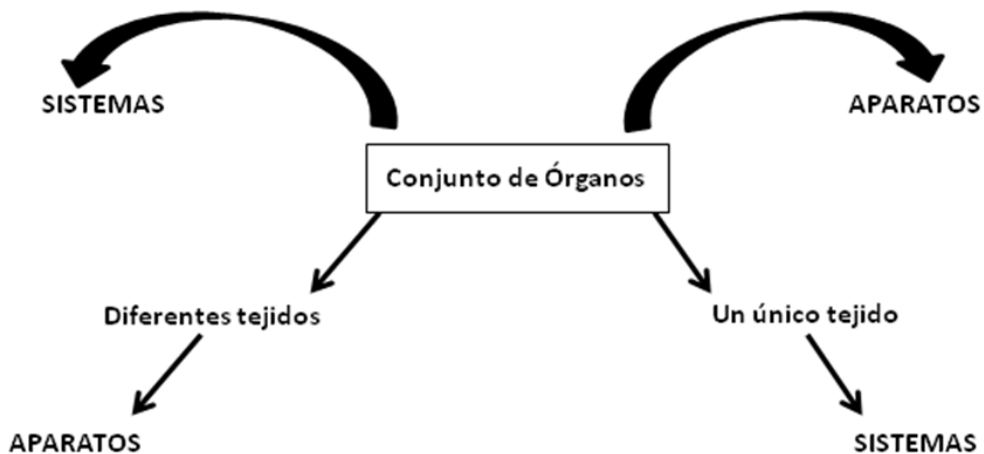 SISTEMAS
APARATOS
Conjunto de Órganos
Diferentes tejidos
Un único tejido
APARATOS
SISTEMAS